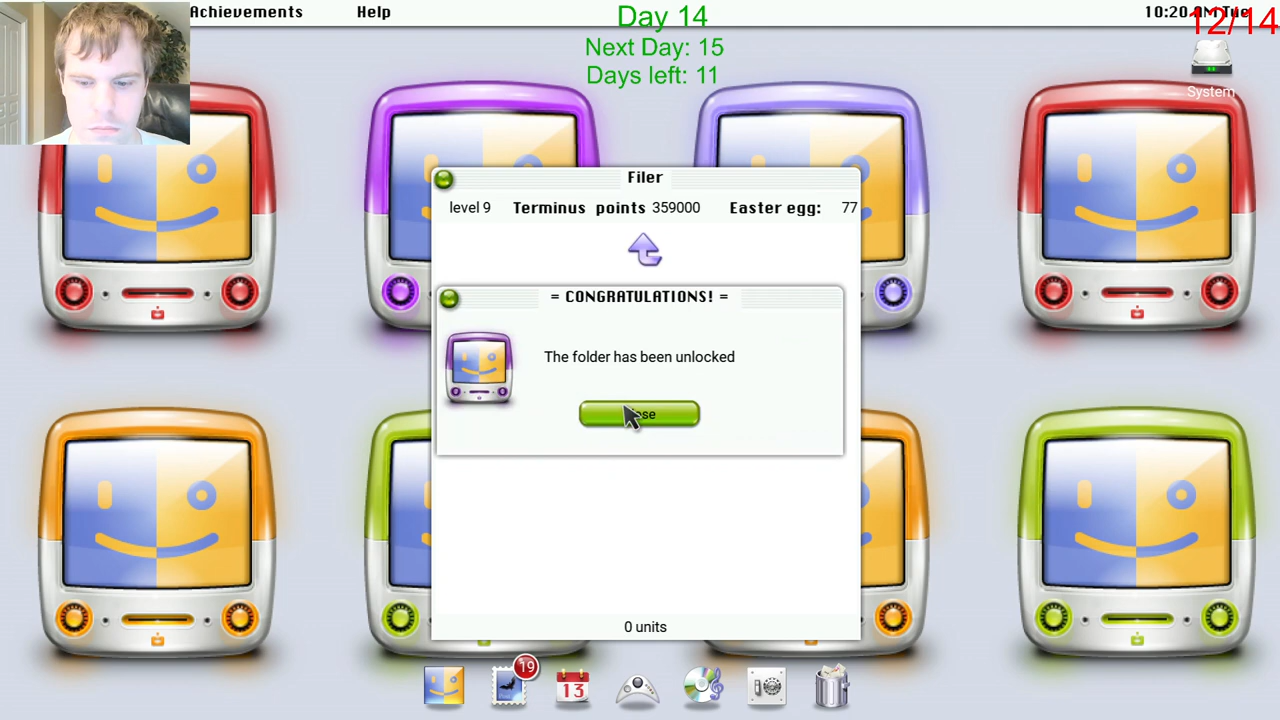 Achievements Help
Day 14
Next Day: 15
Days left: 11
10:20 AM Tue
12/14
System
Filer
level 9 Terminus points 359000 Easter egg: 77
= CONGRATULATIONS! =
The folder has been unlocked
0 units
19
13